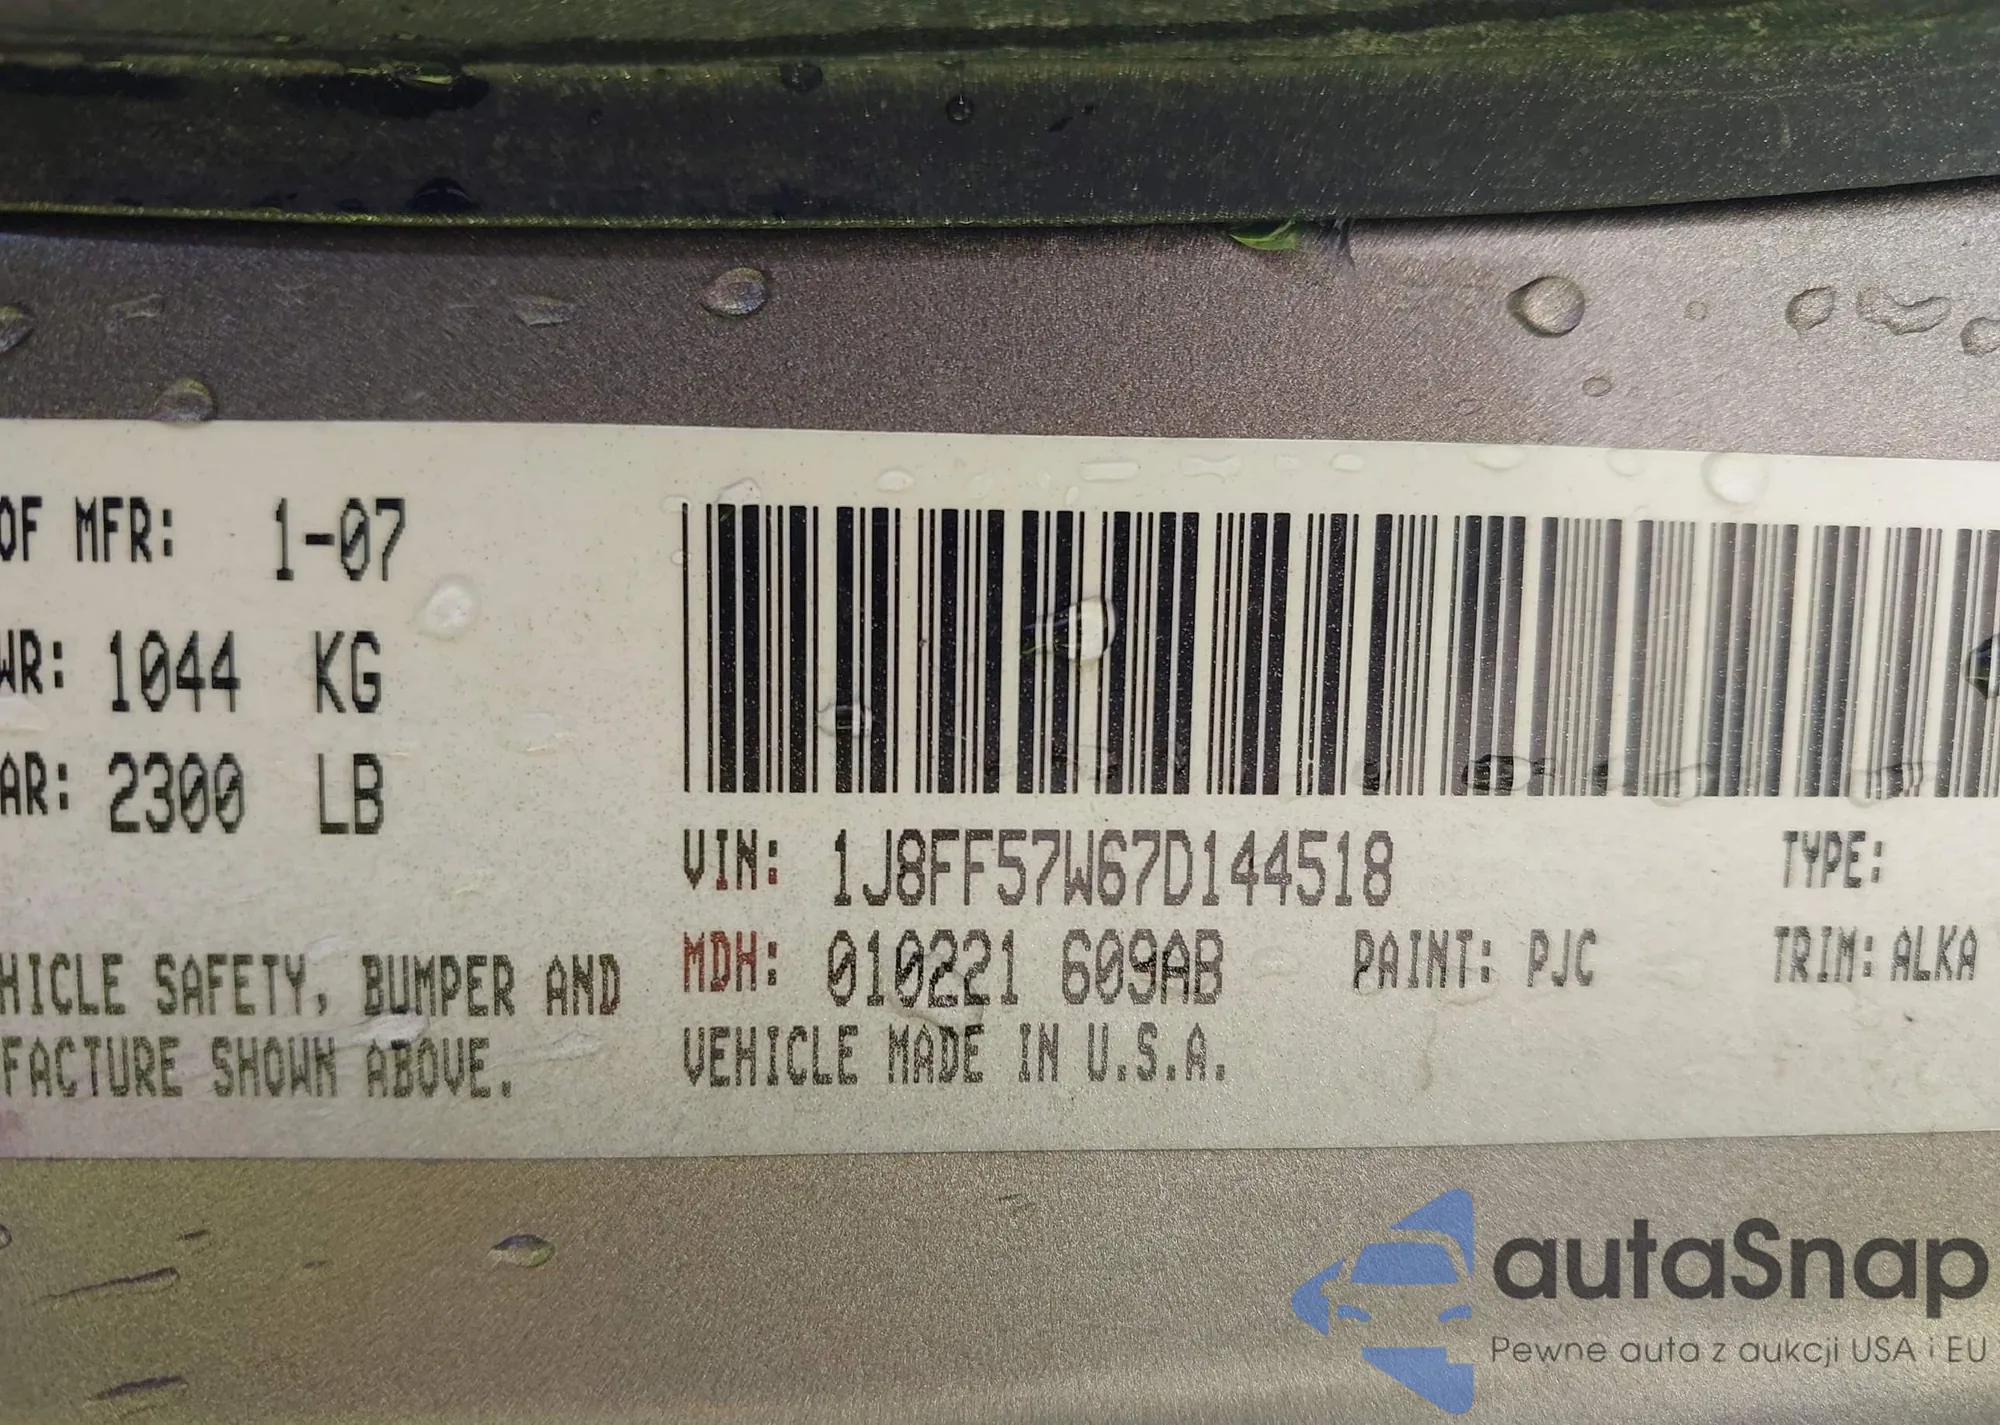 OF MFR: 1-07
WR: 1044 KG
AR: 2300 LB
VIN: 1J8FF57W67D144518
TYPE:
MDH: 010221 609AB
PAINT: PJC
TRIM: ALKA
HICLE SAFETY, BUMPER AND
FACTURE SHOWN ABOVE.
VEHICLE MADE IN U.S.A.
autaSnap
Pewne auta z aukcji USA i EU